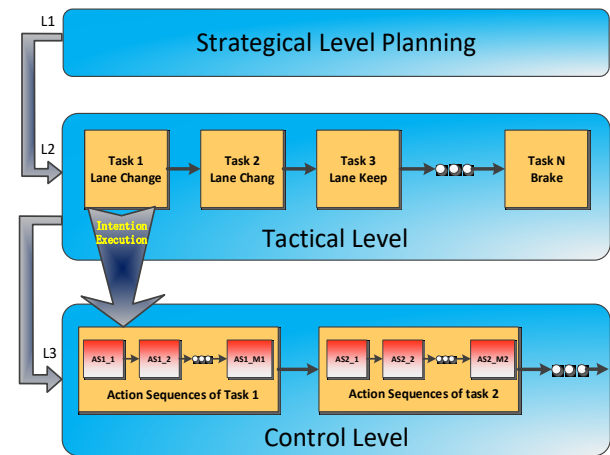 L1
Strategical Level Planning
L2
Task 1
Lane Change
Task 2
Lane Chang
Task 3
Lane Keep
Task N
Brake
Intention
Execution
Tactical Level
L3
AS1_1
AS1_2
AS1_M1
Action Sequences of Task 1
AS2_1
AS2_2
AS2_M2
Action Sequences of task 2
Control Level